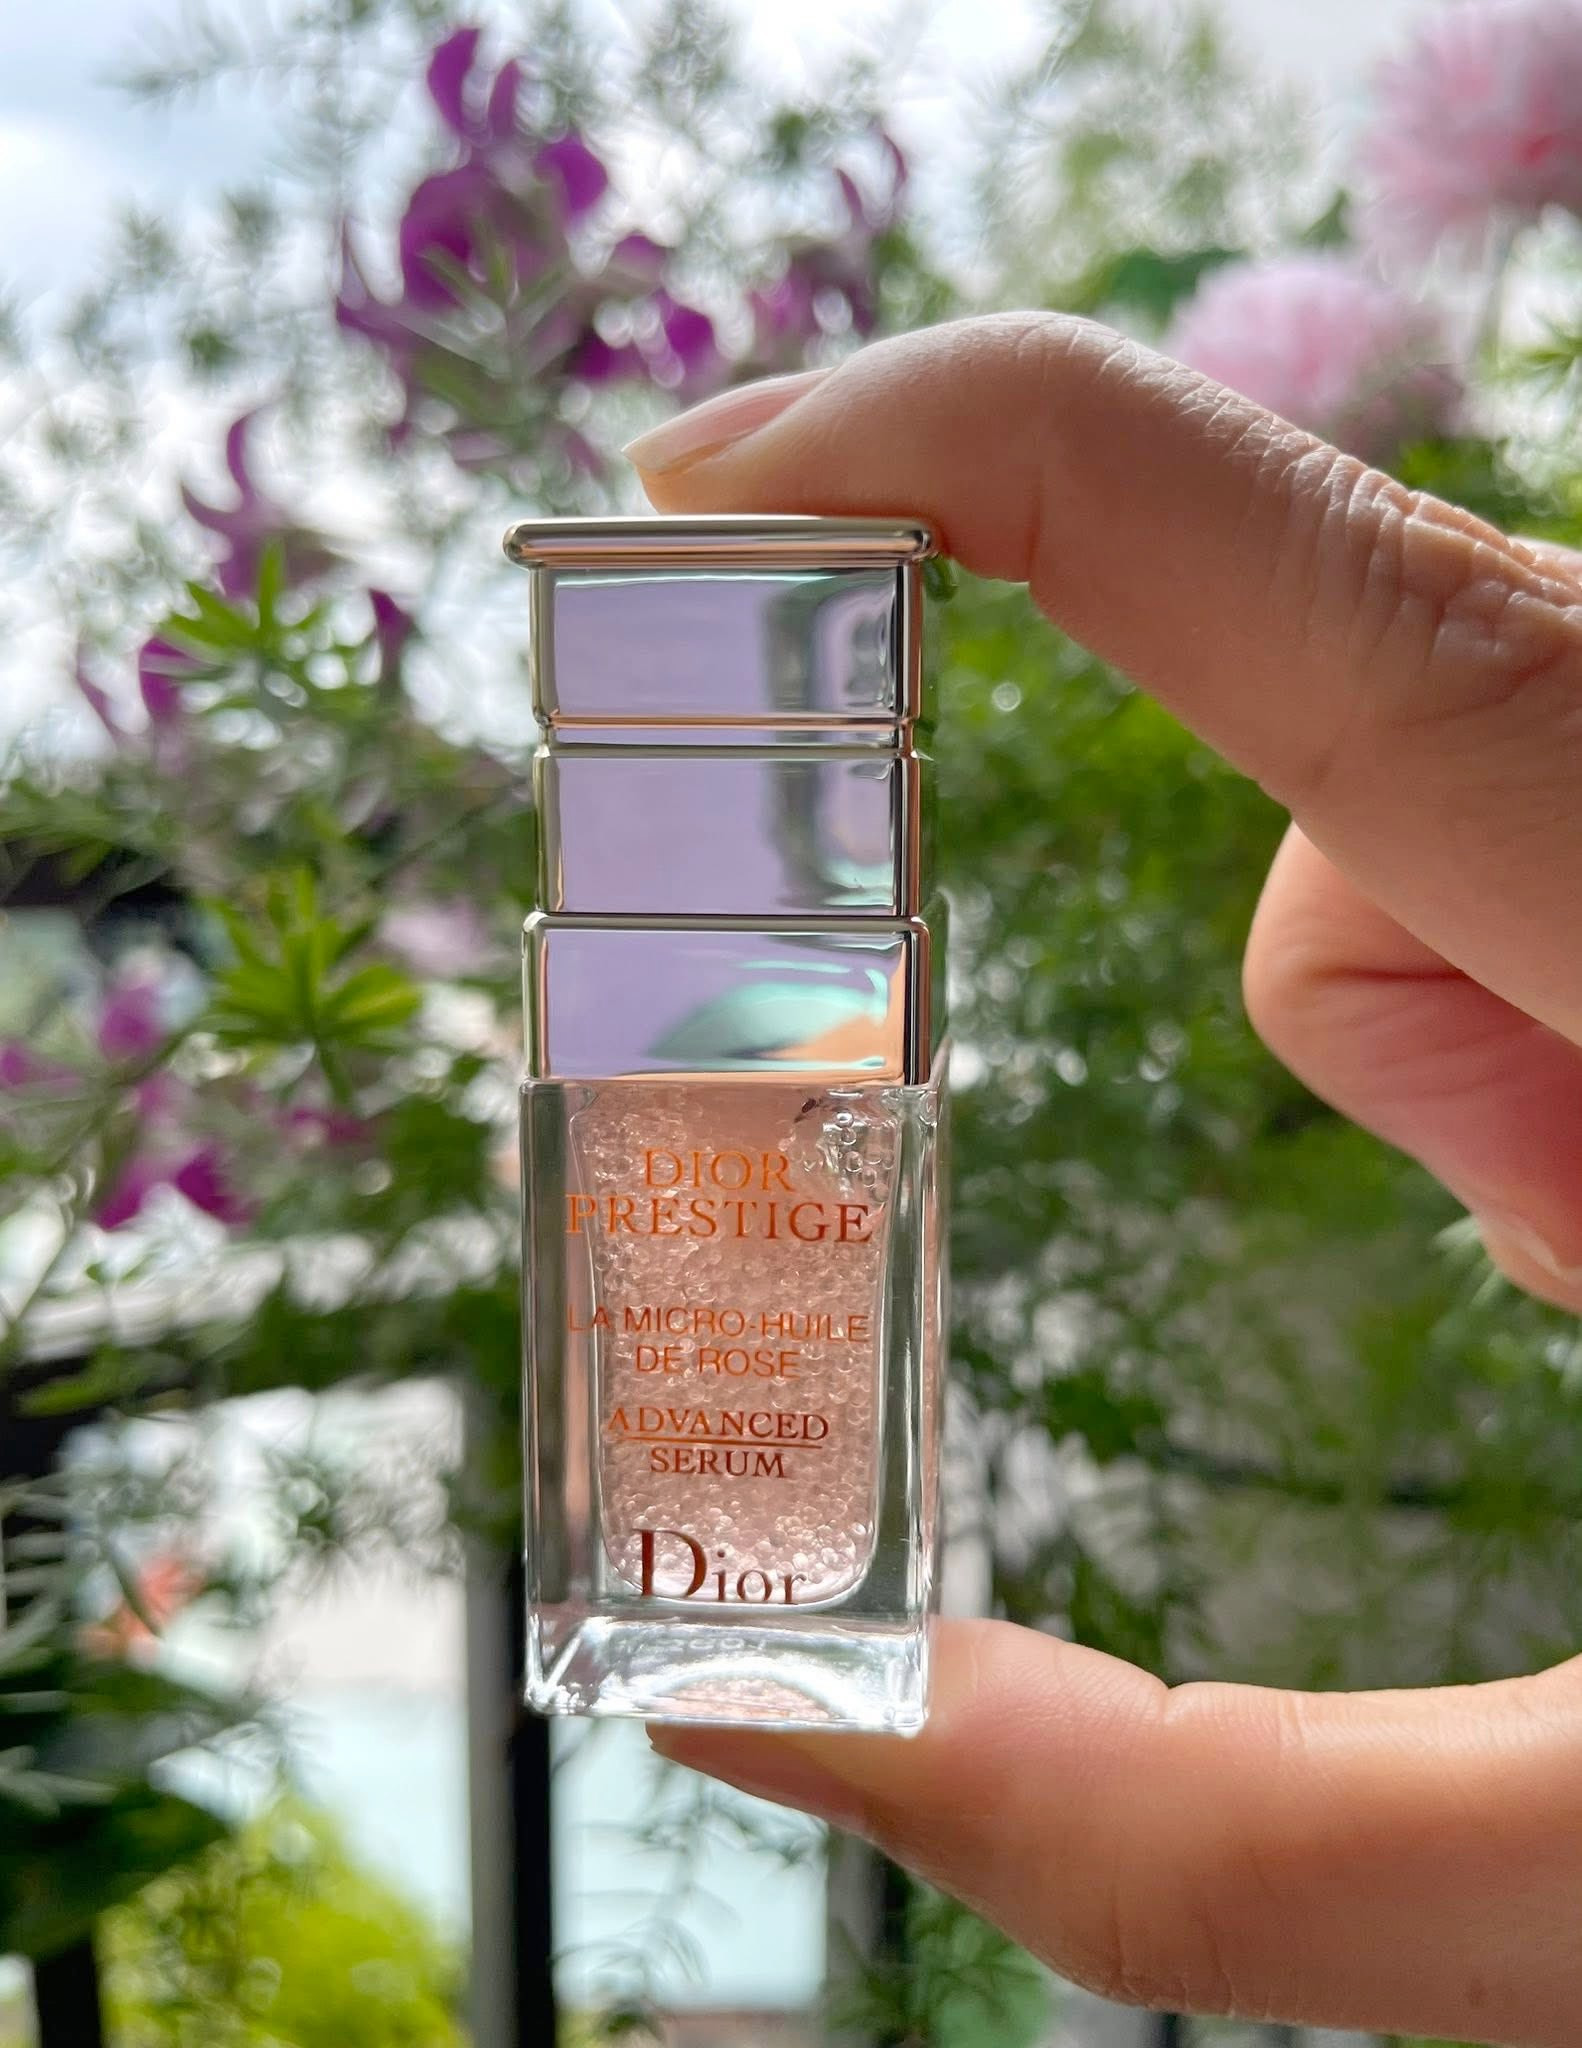 DIOR
PRESTIGE
LA MICRO-HUILE
DE ROSE
ADVANCED
SERUM
Dior